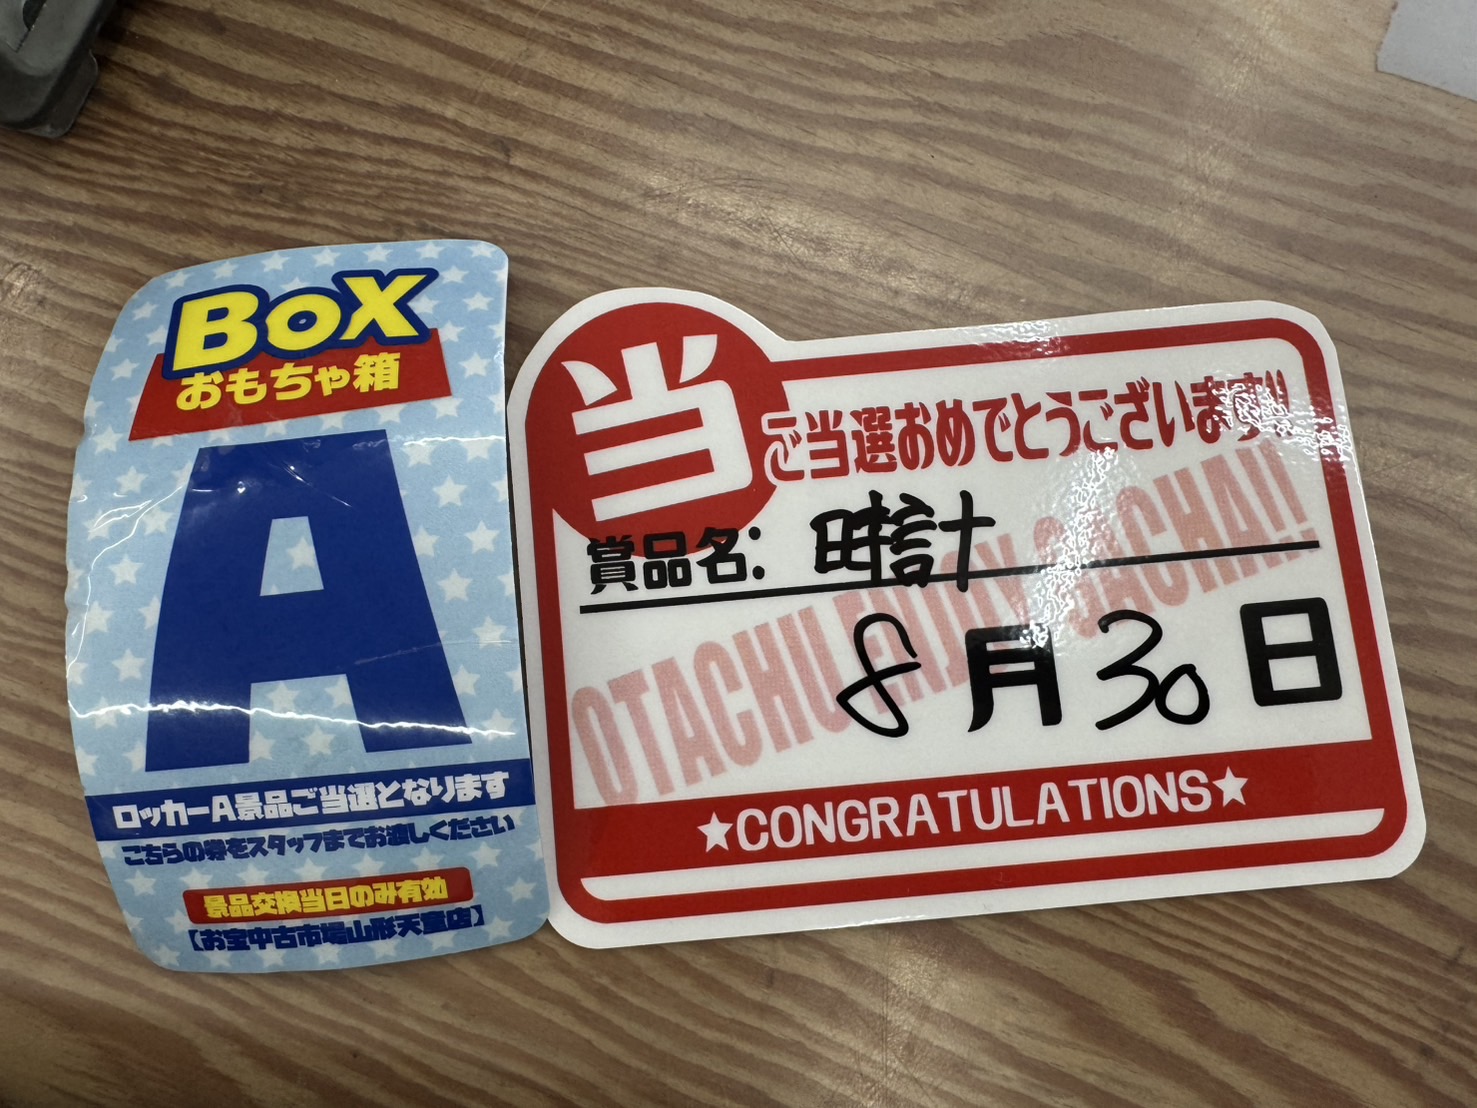 BoX
おもちゃ箱
A
ロッカーA景品ご当選となります
こちらの券をスタッフまでお渡しください
景品交換当日のみ有効
【お宝中古市場山形天童店】
当
ご当選おめでとうございます!!
賞品名: 時計
8月30日
OTACHU ENJOY GACHA!!
★CONGRATULATIONS★